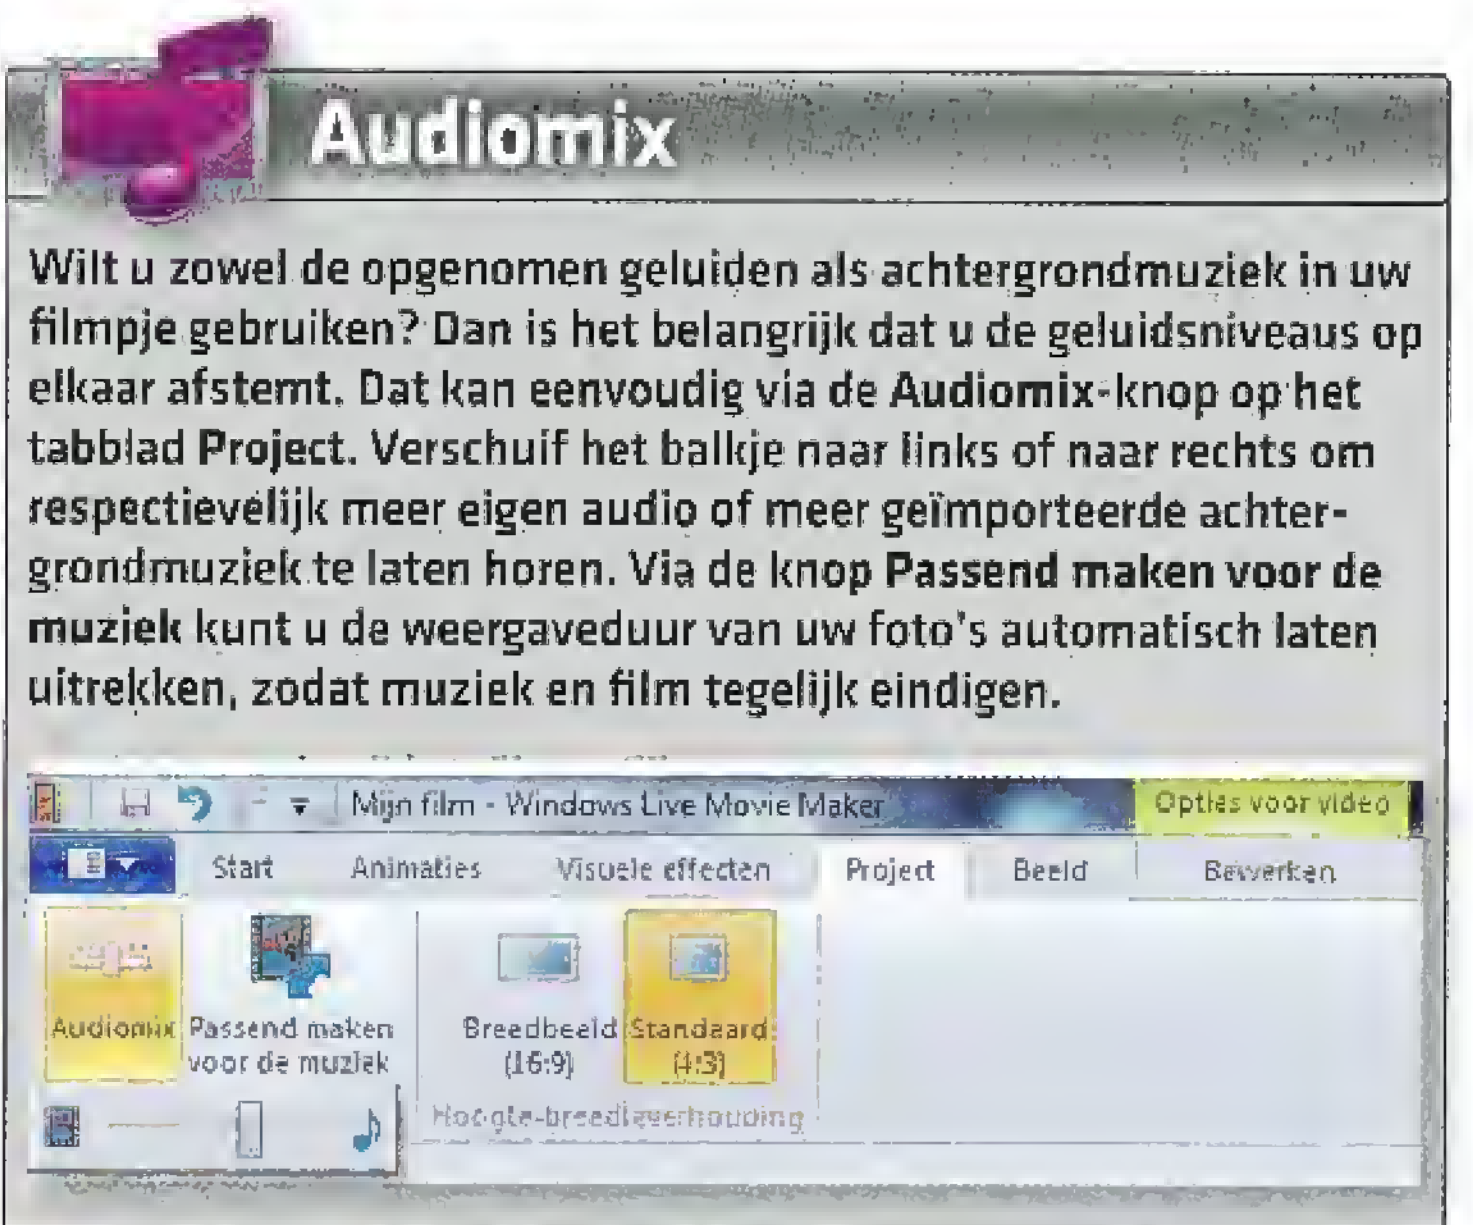 Audiomix
Wilt u zowel de opgenomen geluiden als achtergrondmuziek in uw
filmpje gebruiken? Dan is het belangrijk dat u de geluidsniveaus op
elkaar afstemt. Dat kan eenvoudig via de Audiomix-knop op het
tabblad Project. Verschuif het balkje naar links of naar rechts om
respectievelijk meer eigen audio of meer geïmporteerde achter-
grondmuziek te laten horen. Via de knop Passend maken voor de
muziek kunt u de weergaveduur van uw foto's automatisch laten
uitrekken, zodat muziek en film tegelijk eindigen.
Mijn film - Windows Live Movie Maker Opties voor video
Start Animaties Visuele effecten Project Beeld Bewerken
Audiomix Passend maken Breedbeeld Standaard
voor de muziek (16:9) (4:3)
Hoogte-breedteverhouding